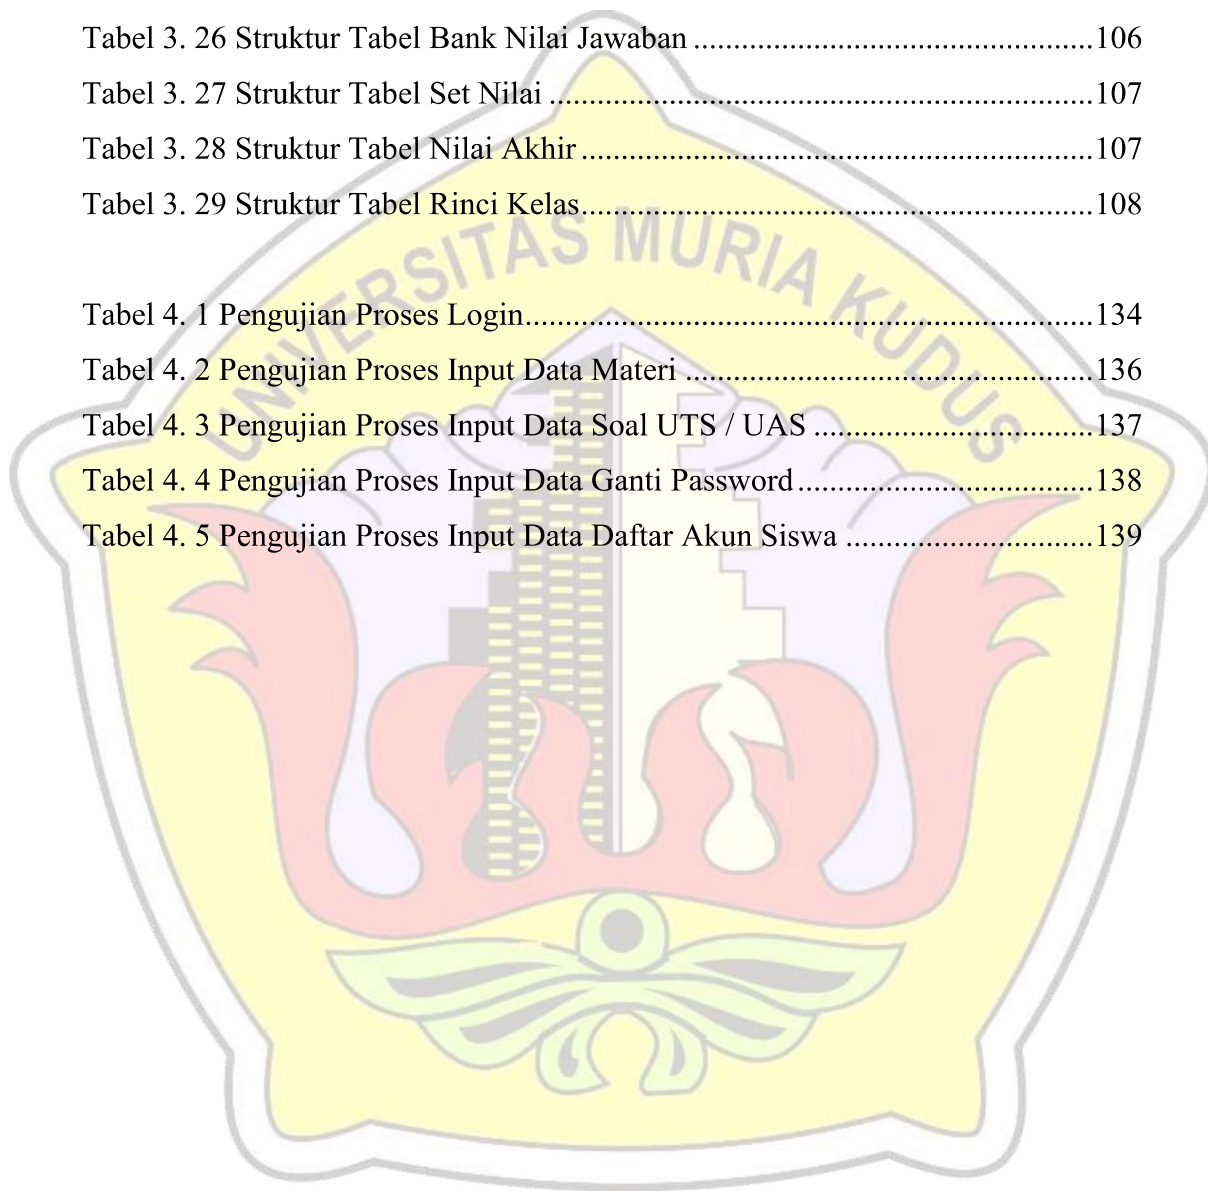 Tabel 3. 26 Struktur Tabel Bank Nilai Jawaban ..................................................106
Tabel 3. 27 Struktur Tabel Set Nilai ....................................................................107
Tabel 3. 28 Struktur Tabel Nilai Akhir ................................................................107
Tabel 3. 29 Struktur Tabel Rinci Kelas................................................................108
UNIVERSITAS MURIA KUDUS
Tabel 4. 1 Pengujian Proses Login.......................................................................134
Tabel 4. 2 Pengujian Proses Input Data Materi ...................................................136
Tabel 4. 3 Pengujian Proses Input Data Soal UTS / UAS ...................................137
Tabel 4. 4 Pengujian Proses Input Data Ganti Password.....................................138
Tabel 4. 5 Pengujian Proses Input Data Daftar Akun Siswa ...............................139